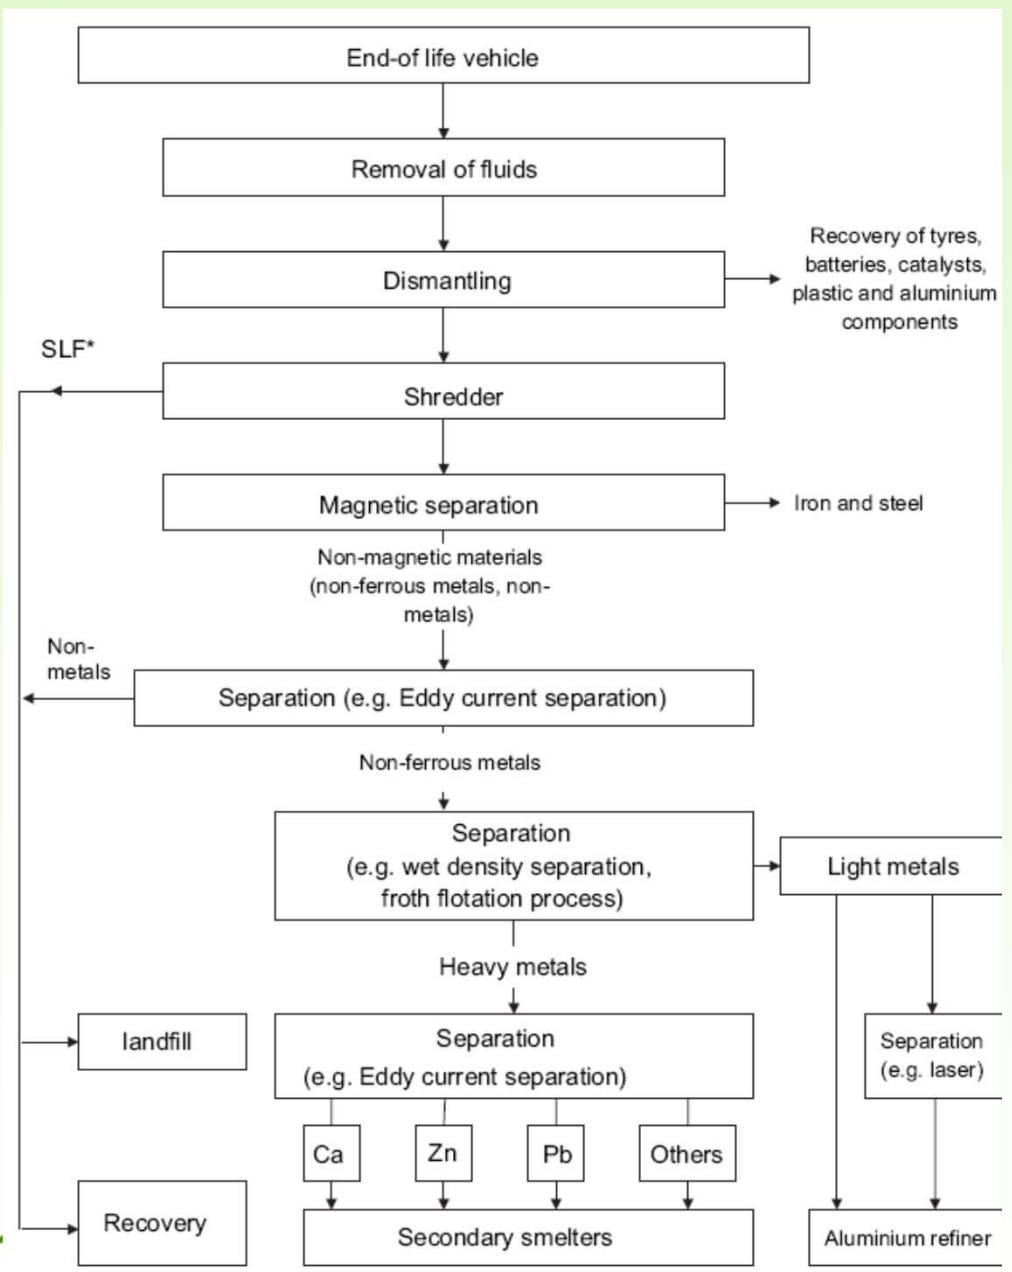 End-of life vehicle
Removal of fluids
Recovery of tyres,
batteries, catalysts,
plastic and aluminium
components
Dismantling
SLF*
Shredder
Magnetic separation
Iron and steel
Non-magnetic materials
(non-ferrous metals, non-
metals)
Non-
metals
Separation (e.g. Eddy current separation)
Non-ferrous metals
Separation
(e.g. wet density separation,
froth flotation process)
Light metals
Heavy metals
landfill
Separation
(e.g. Eddy current separation)
Separation
(e.g. laser)
Ca
Zn
Pb
Others
Recovery
Secondary smelters
Aluminium refiner